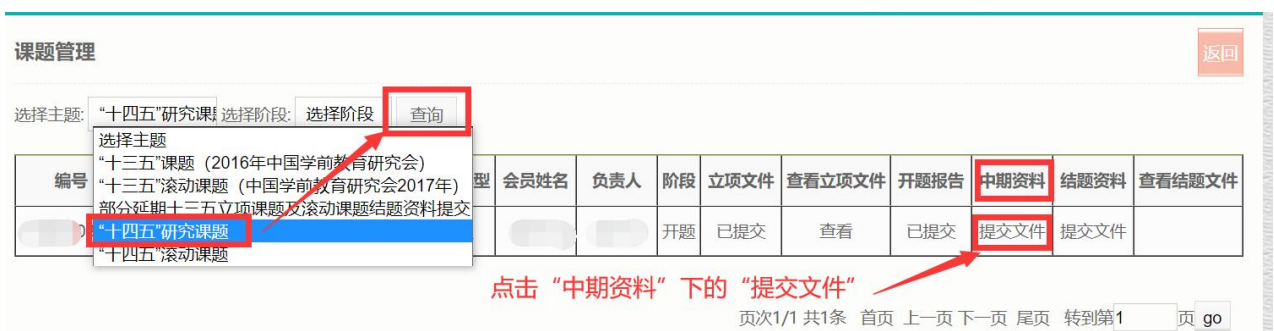 课题管理
返回
选择主题: “十四五”研究课 选择阶段: 选择阶段 查询
选择主题
“十三五”课题（2016年中国学前教育研究会）
“十三五”滚动课题（中国学前教育研究会2017年）
部分延期十三五立项课题及滚动课题结题资料提交
“十四五”研究课题
“十四五”滚动课题
编号 型 会员姓名 负责人 阶段 立项文件 查看立项文件 开题报告 中期资料 结题资料 查看结题文件
开题 已提交 查看 已提交 提交文件 提交文件
点击“中期资料”下的“提交文件”
页次1/1 共1条 首页 上一页 下一页 尾页 转到第1 页 go